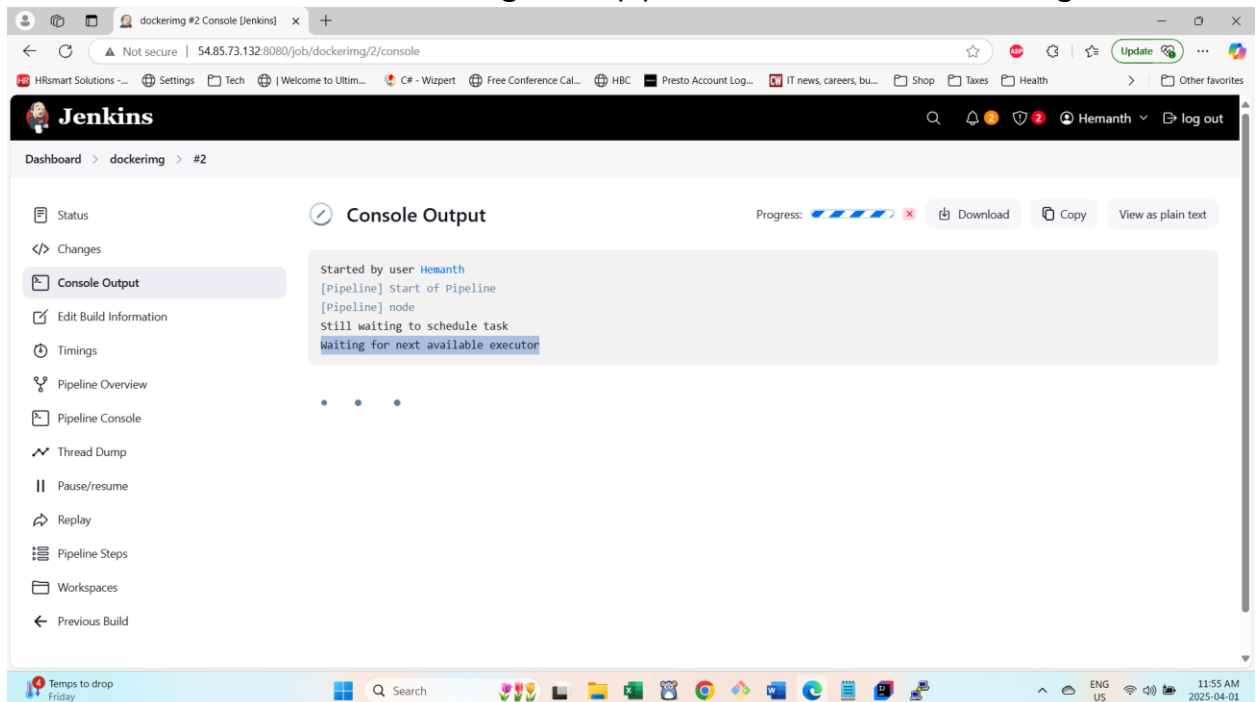 dockerimg #2 Console [Jenkins]
Not secure | 54.85.73.132:8080/job/dockerimg/2/console
ABP
Update
HR HRsmart Solutions -... Settings Tech | Welcome to Ultim... C# - Wizpert Free Conference Cal... HBC Presto Account Log... IT news, careers, bu... Shop Taxes Health Other favorites
Jenkins
2 2 Hemanth log out
Dashboard > dockerimg > #2
Status
Changes
Console Output
Edit Build Information
Timings
Pipeline Overview
Pipeline Console
Thread Dump
Pause/resume
Replay
Pipeline Steps
Workspaces
Previous Build
Console Output
Progress: Download Copy View as plain text
Started by user Hemanth
[Pipeline] Start of Pipeline
[Pipeline] node
Still waiting to schedule task
Waiting for next available executor
4 Temps to drop
Friday
Search
ENG
US
11:55 AM
2025-04-01